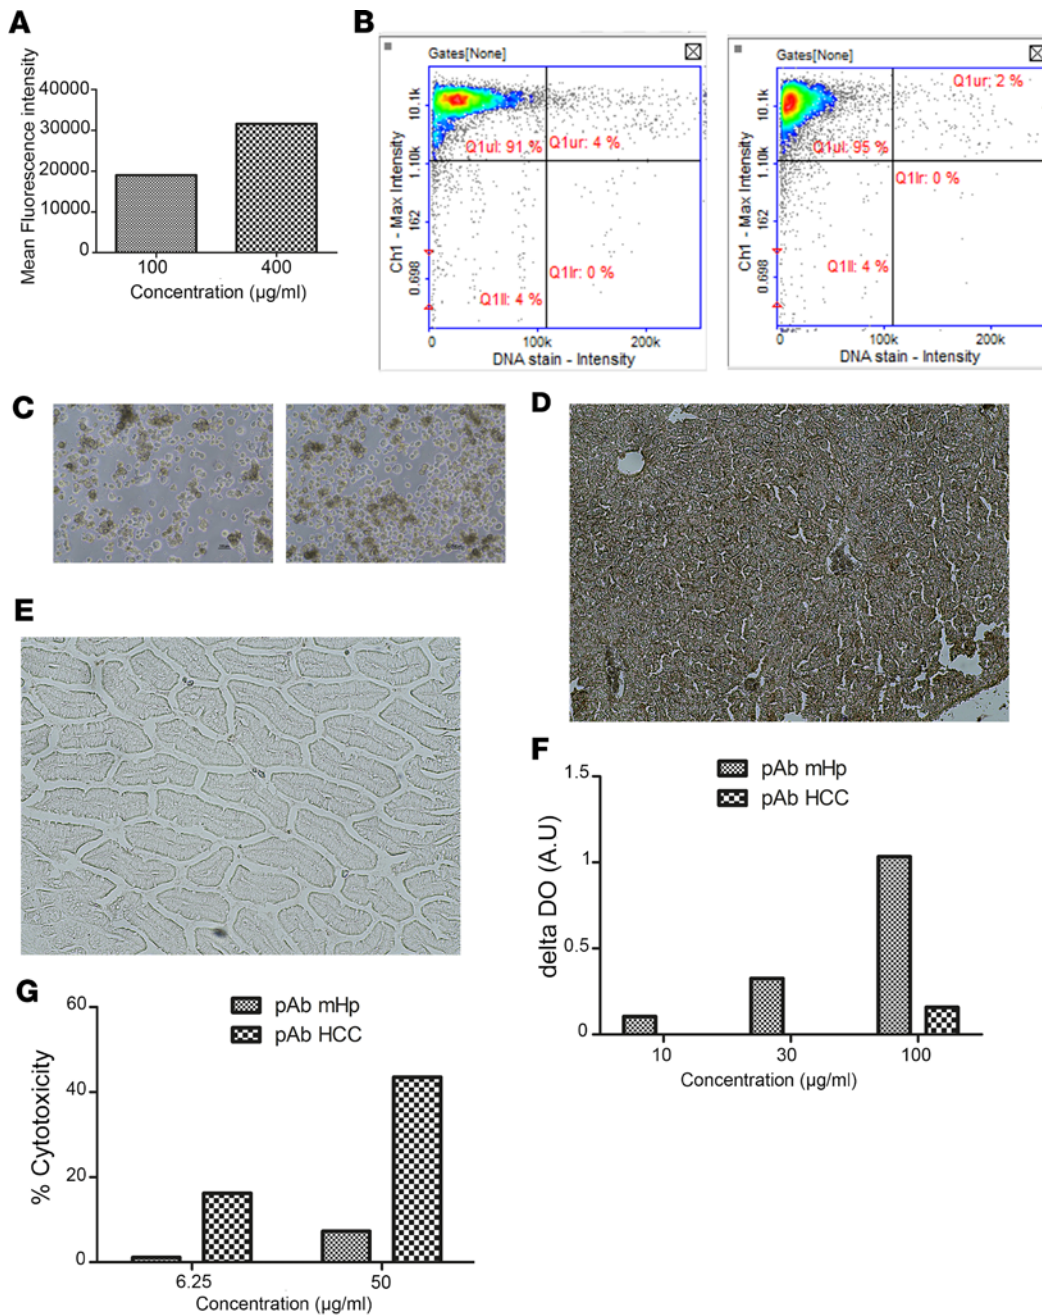 A
Mean Fluorescence intensity
40000
30000
20000
10000
0
100
400
Concentration (µg/ml)
B
Gates[None]
Ch1 - Max Intensity
10.1k
1.10k
162
0.698
Q1ul: 91 %
Q1ur: 4 %
Q1lr: 0 %
Q1ll: 4 %
0
100k
200k
DNA stain - Intensity
Gates[None]
Ch1 - Max Intensity
10.1k
1.10k
162
0.698
Q1ur: 2 %
Q1ul: 95 %
Q1lr: 0 %
Q1ll: 4 %
0
100k
200k
DNA stain - Intensity
C
D
E
F
pAb mHp
pAb HCC
delta DO (A.U)
1.5
1
0.5
0
10
30
100
Concentration (µg/ml)
G
pAb mHp
pAb HCC
% Cytotoxicity
60
40
20
0
6.25
50
Concentration (µg/ml)